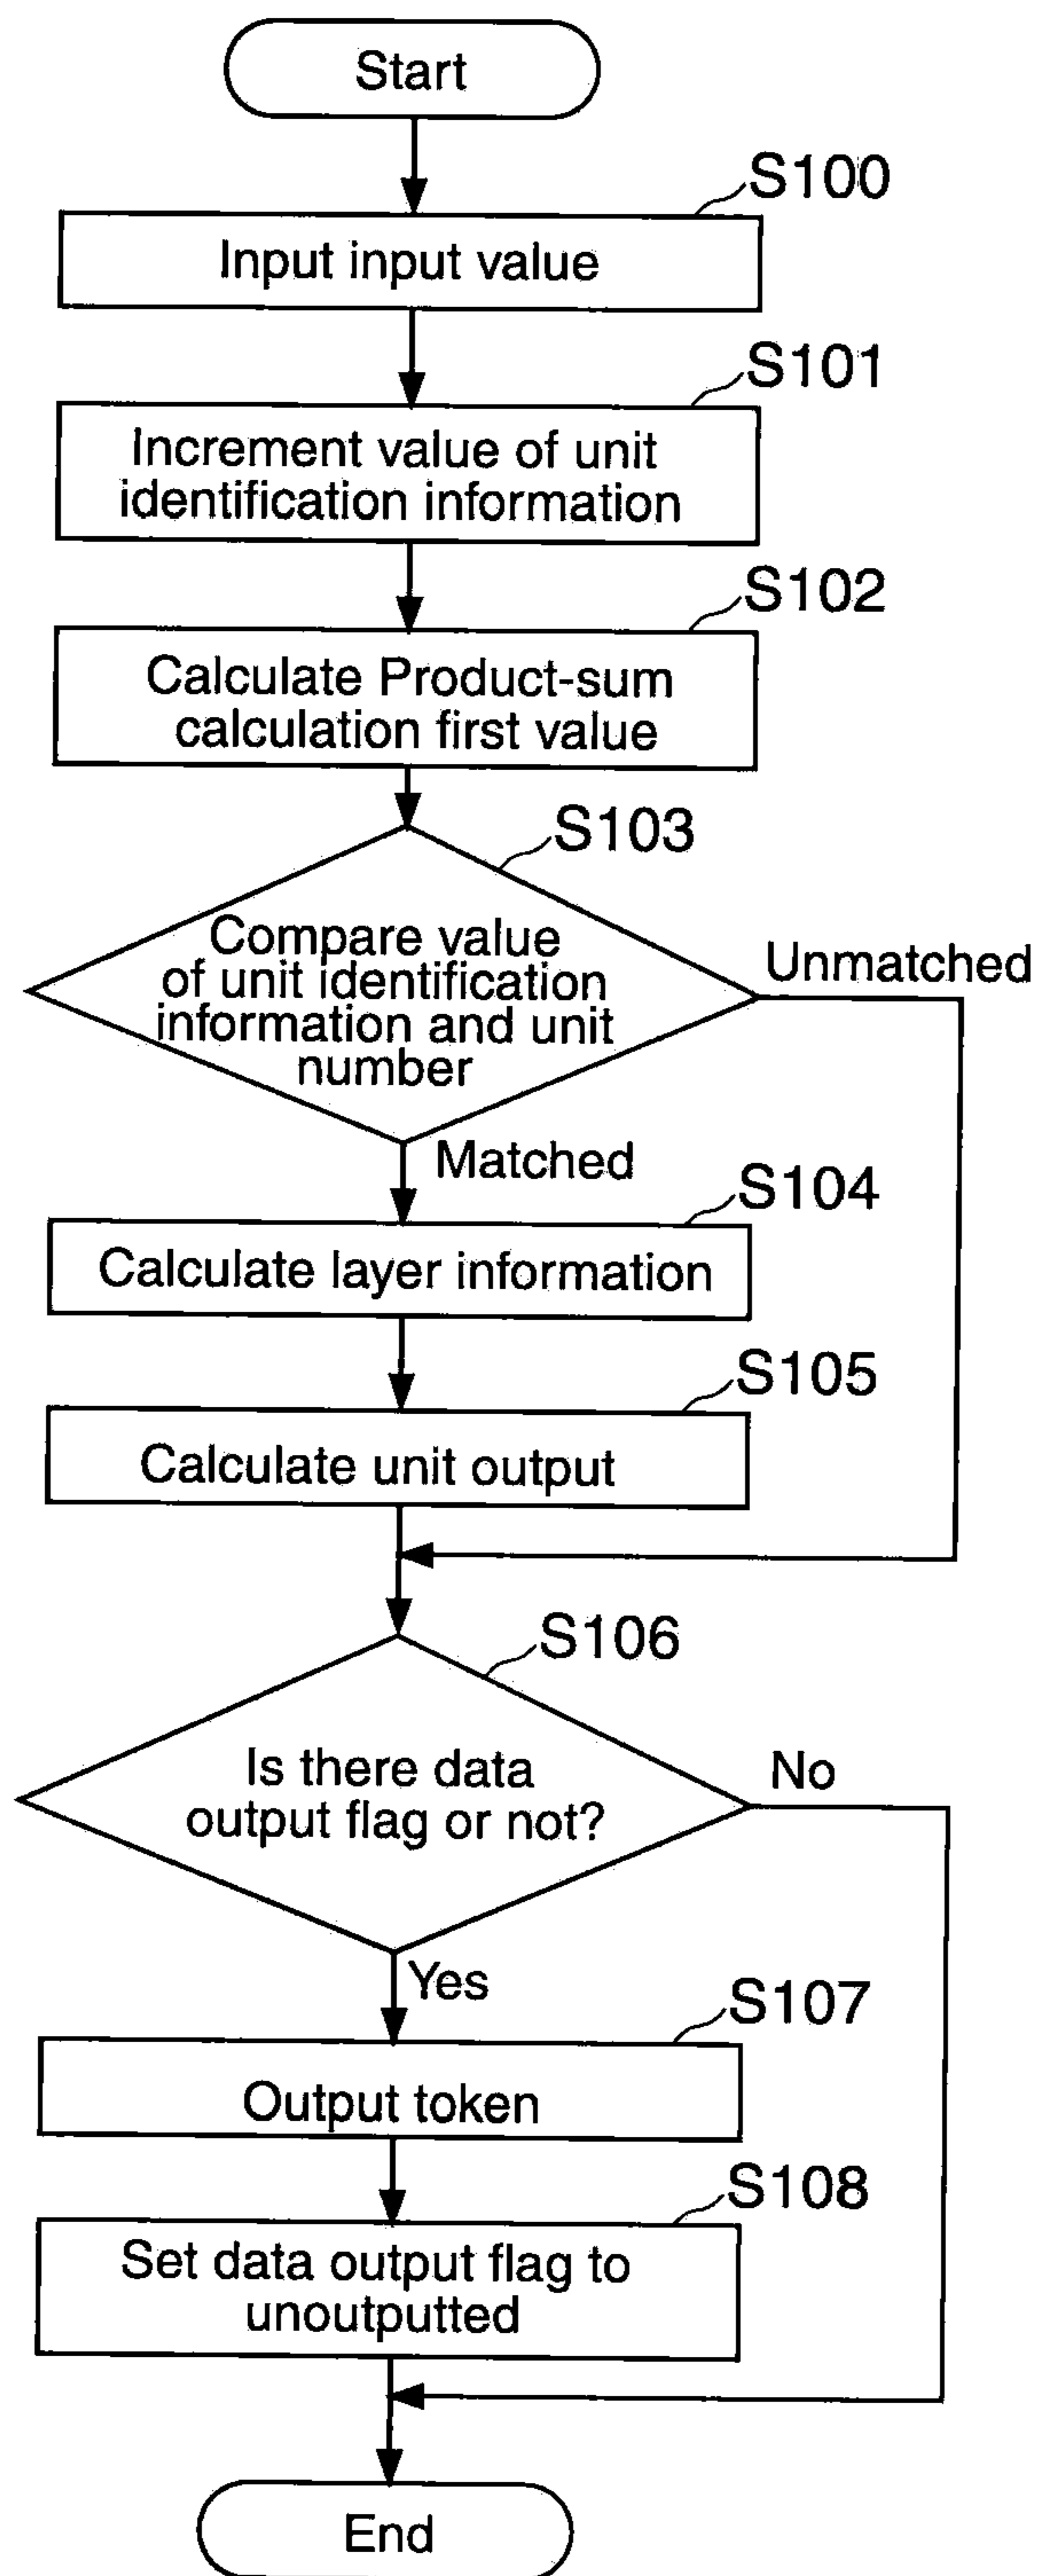 Start
S100
Input input value
S101
Increment value of unit
identification information
S102
Calculate Product-sum
calculation first value
S103
Compare value
of unit identification
information and unit
number
Unmatched
Matched
S104
Calculate layer information
S105
Calculate unit output
S106
Is there data
output flag or not?
No
Yes
S107
Output token
S108
Set data output flag to
unoutputted
End